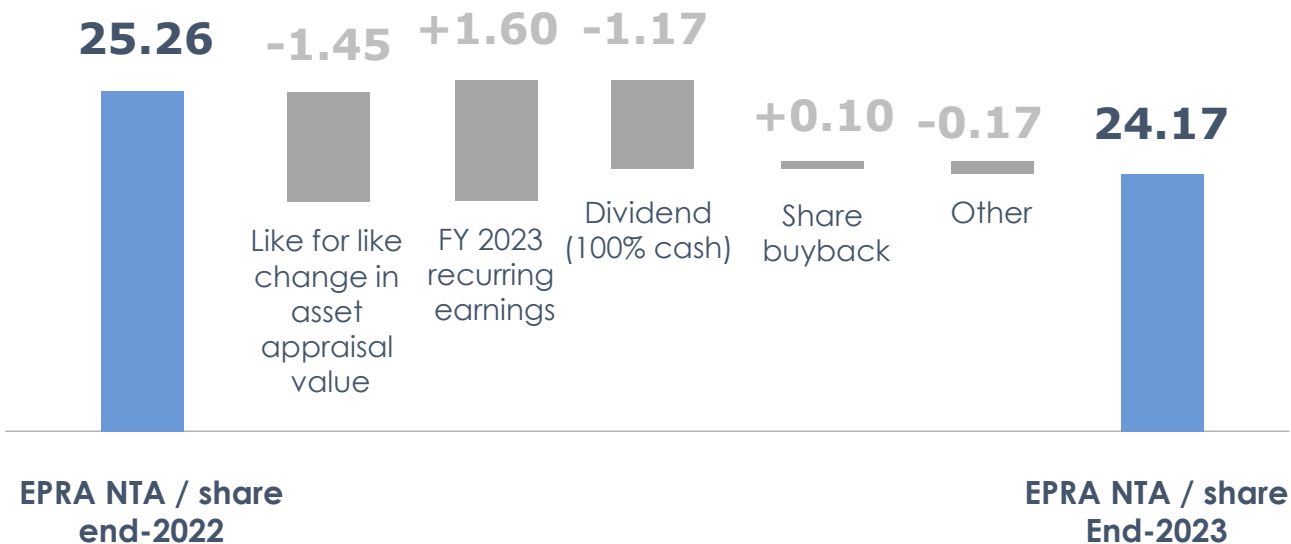 25.26
-1.45
+1.60
-1.17
+0.10
-0.17
24.17
Like for like
change in
asset
appraisal
value
FY 2023
recurring
earnings
Dividend
(100% cash)
Share
buyback
Other
EPRA NTA / share
end-2022
EPRA NTA / share
End-2023